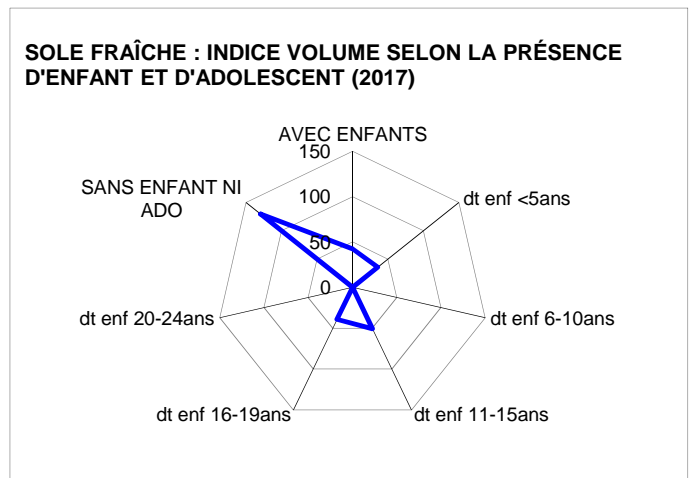 SOLE FRAÎCHE : INDICE VOLUME SELON LA PRÉSENCE
D'ENFANT ET D'ADOLESCENT (2017)
AVEC ENFANTS
150
SANS ENFANT NI
ADO
100
dt enf <5ans
50
0
dt enf 20-24ans
dt enf 6-10ans
dt enf 16-19ans
dt enf 11-15ans